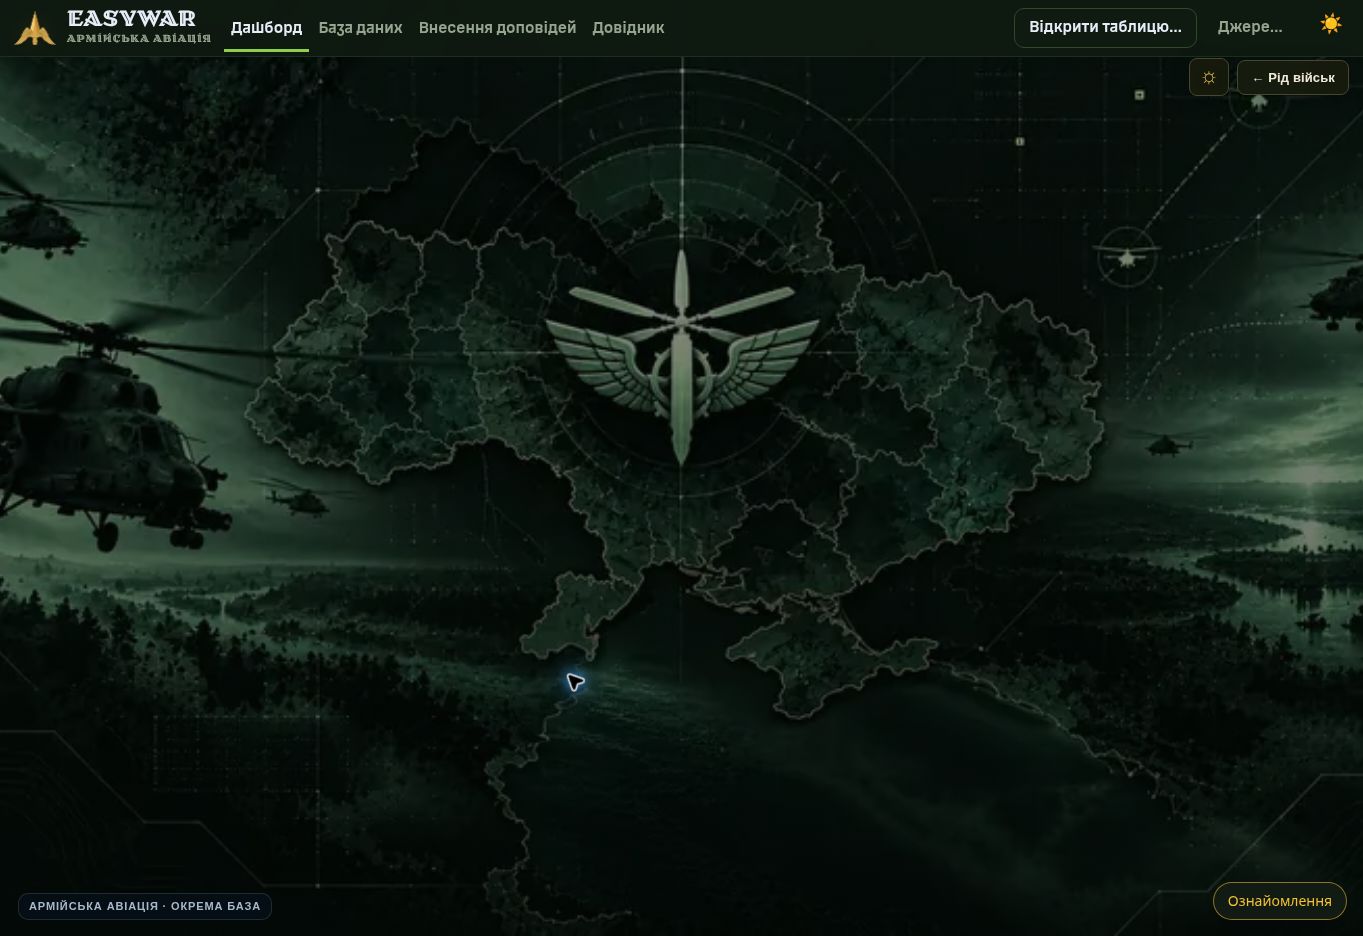 EASYWAR
АРМІЙСЬКА АВІАЦІЯ
Дашборд
База даних
Внесення доповідей
Довідник
Відкрити таблицю...
Джере...
← Рід військ
АРМІЙСЬКА АВІАЦІЯ · ОКРЕМА БАЗА
Ознайомлення